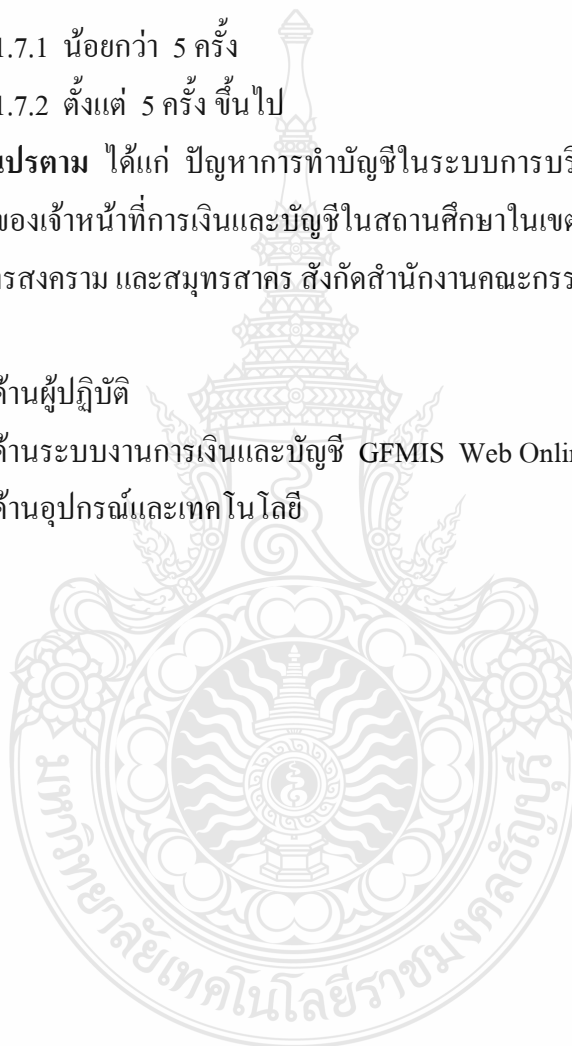 1.7.1 น้อยกว่า 5 ครั้ง
1.7.2 ตั้งแต่ 5 ครั้ง ขึ้นไป
ปรตาม ได้แก่ ปัญหาการทำบัญชีในระบบการบริ
ของเจ้าหน้าที่การเงินและบัญชีในสถานศึกษาในเขต
รสงคราม และสมุทรสาคร สังกัดสำนักงานคณะกรร
ด้านผู้ปฏิบัติ
ด้านระบบงานการเงินและบัญชี GFMIS Web Onlin
ด้านอุปกรณ์และเทคโนโลยี
มหาวิทยาลัยเทคโนโลยีราชมงคลธัญบุรี